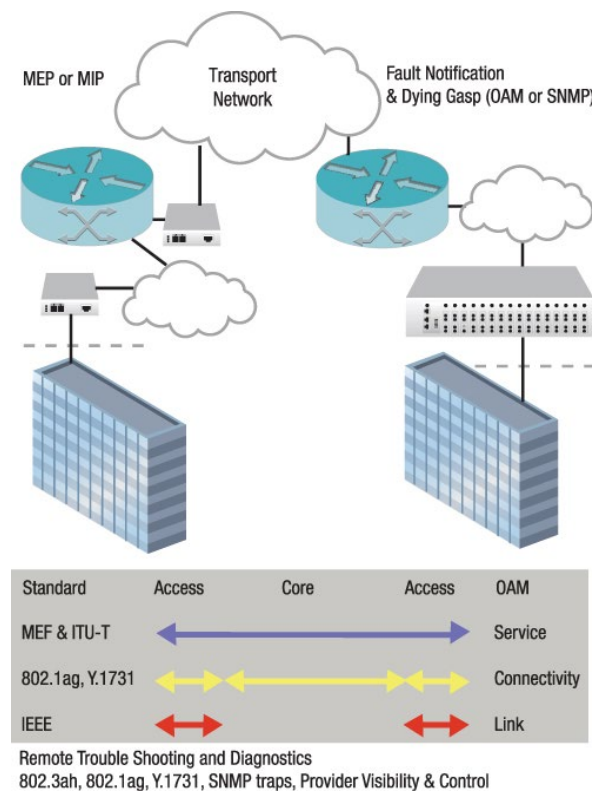 MEP or MIP
Transport
Network
Fault Notification
& Dying Gasp (OAM or SNMP)
Standard Access Core Access OAM
MEF & ITU-T Service
802.1ag, Y.1731 Connectivity
IEEE Link
Remote Trouble Shooting and Diagnostics
802.3ah, 802.1ag, Y.1731, SNMP traps, Provider Visibility & Control